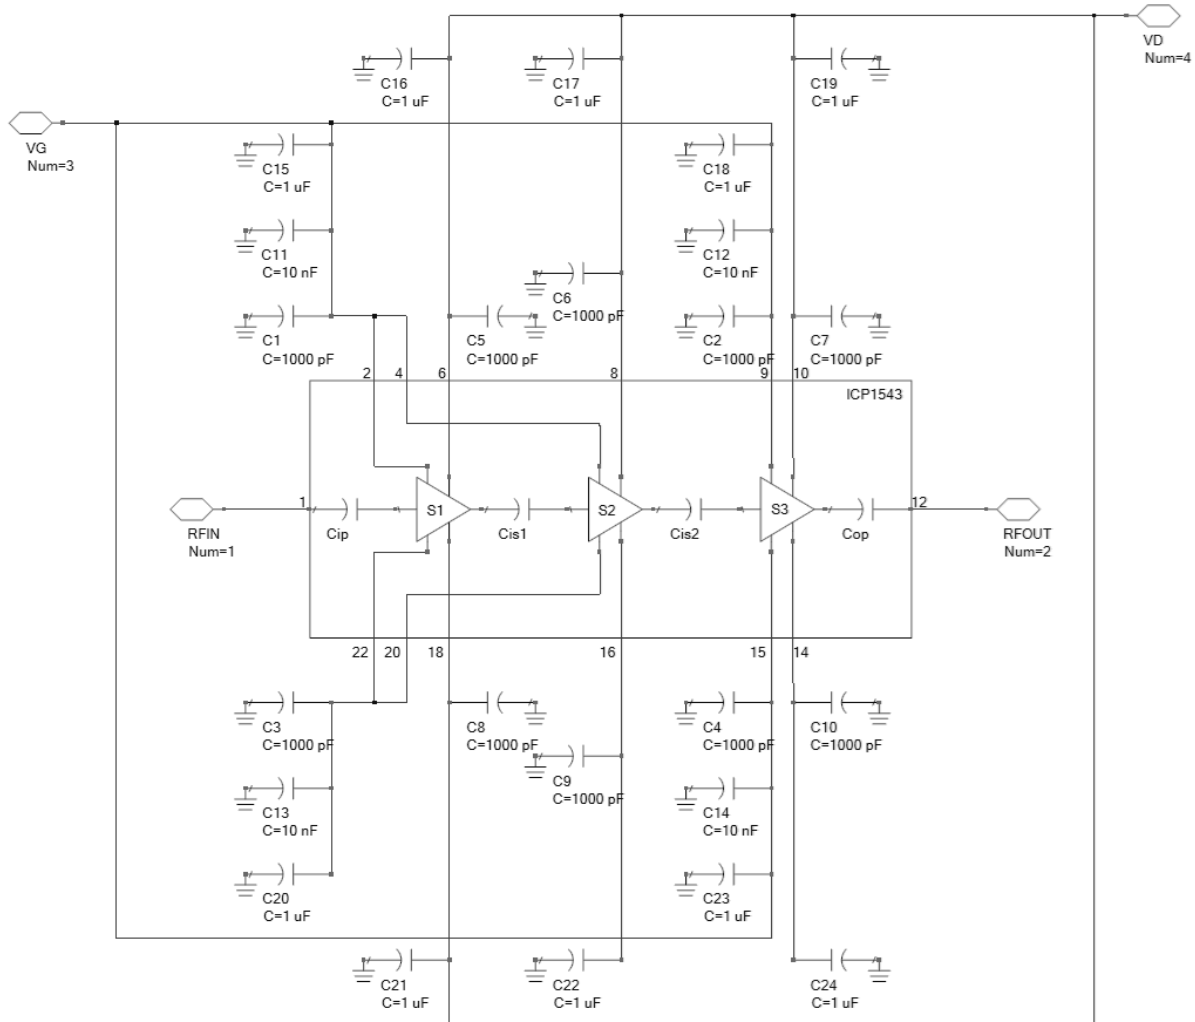 VD
Num=4
C16
C=1 uF
C17
C=1 uF
C19
C=1 uF
VG
Num=3
C15
C=1 uF
C18
C=1 uF
C11
C=10 nF
C12
C=10 nF
C6
C=1000 pF
C1
C=1000 pF
C5
C=1000 pF
C2
C=1000 pF
C7
C=1000 pF
2 4 6 8 9 10
ICP1543
1
12
S1
S2
S3
Cip
Cis1
Cis2
Cop
RFIN
Num=1
RFOUT
Num=2
22 20 18 16 15 14
C3
C=1000 pF
C8
C=1000 pF
C4
C=1000 pF
C10
C=1000 pF
C9
C=1000 pF
C13
C=10 nF
C14
C=10 nF
C20
C=1 uF
C23
C=1 uF
C21
C=1 uF
C22
C=1 uF
C24
C=1 uF